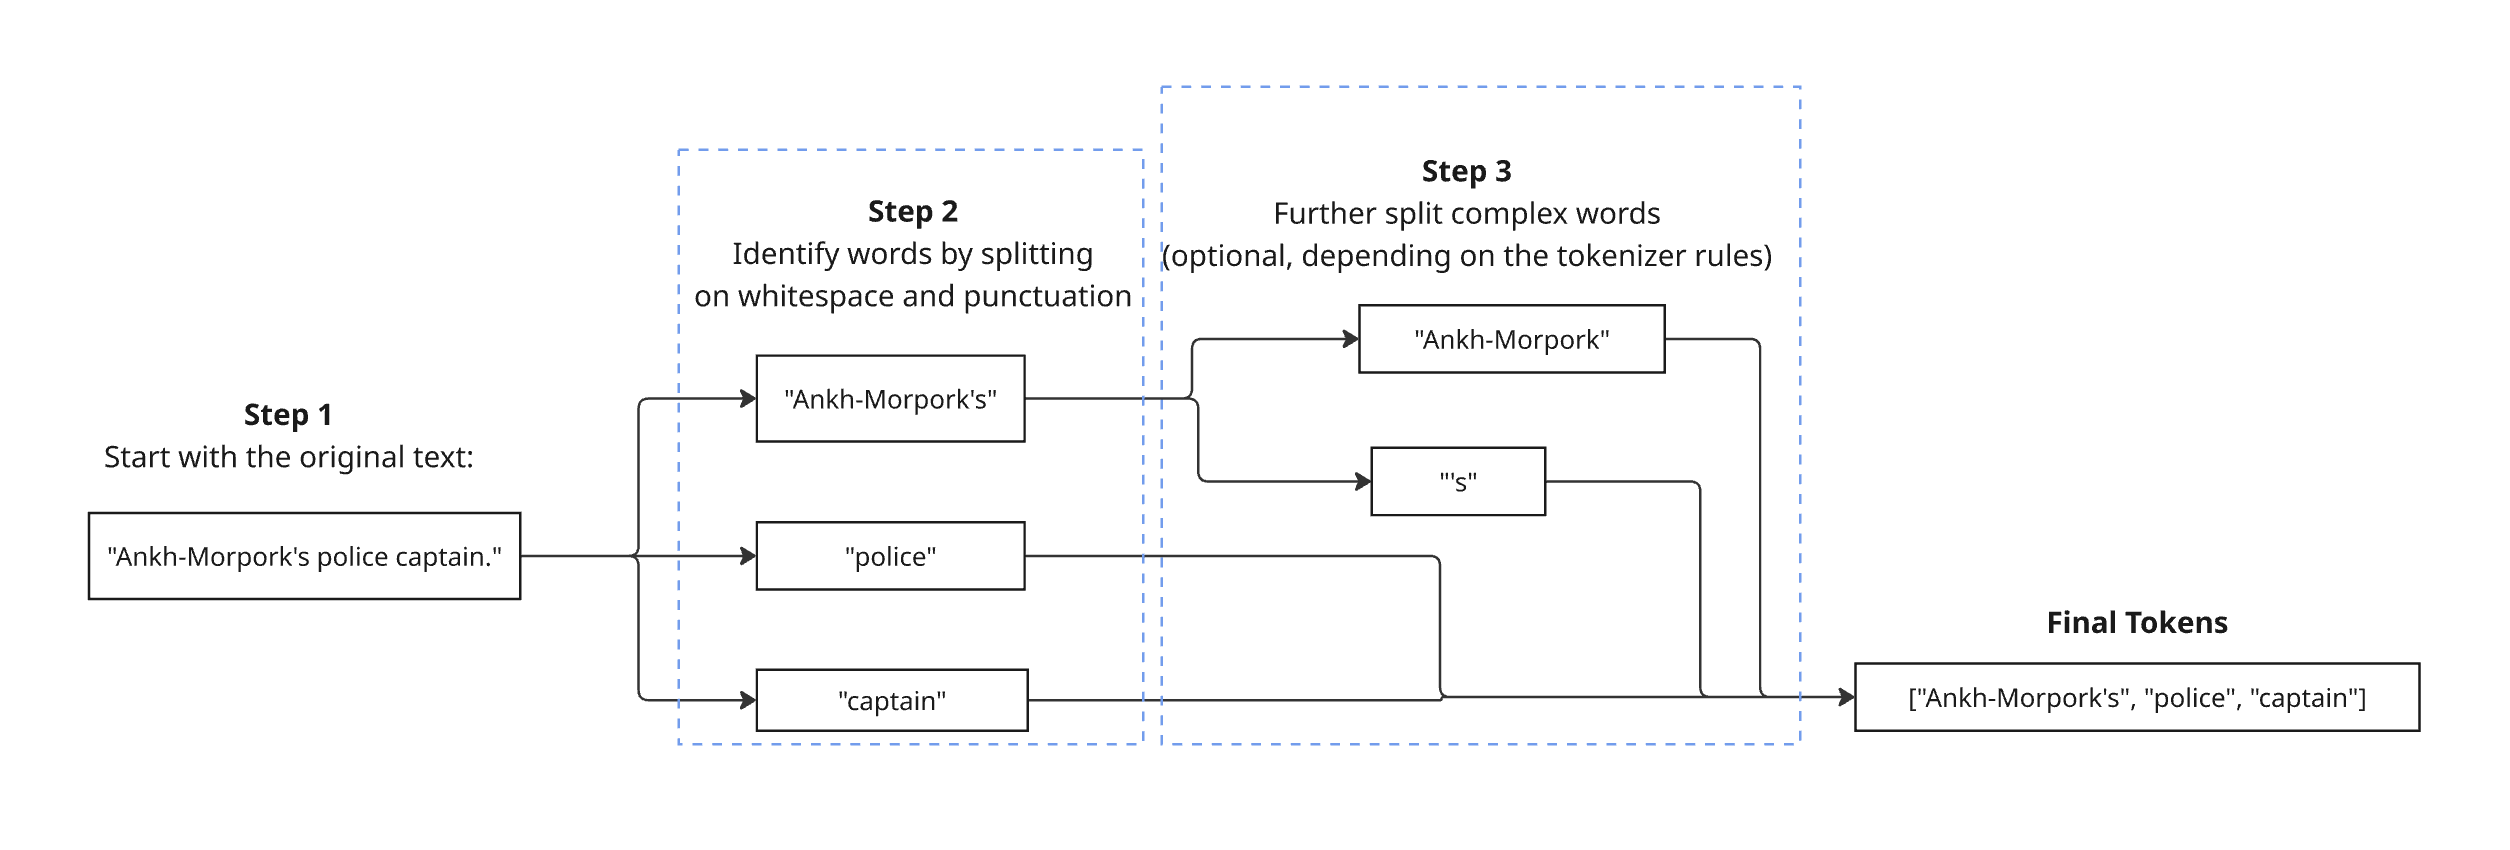 Step 1
Start with the original text:
"Ankh-Morpork's police captain."
Step 2
Identify words by splitting
on whitespace and punctuation
"Ankh-Morpork's"
"police"
"captain"
Step 3
Further split complex words
(optional, depending on the tokenizer rules)
"Ankh-Morpork"
"'s"
Final Tokens
["Ankh-Morpork's", "police", "captain"]